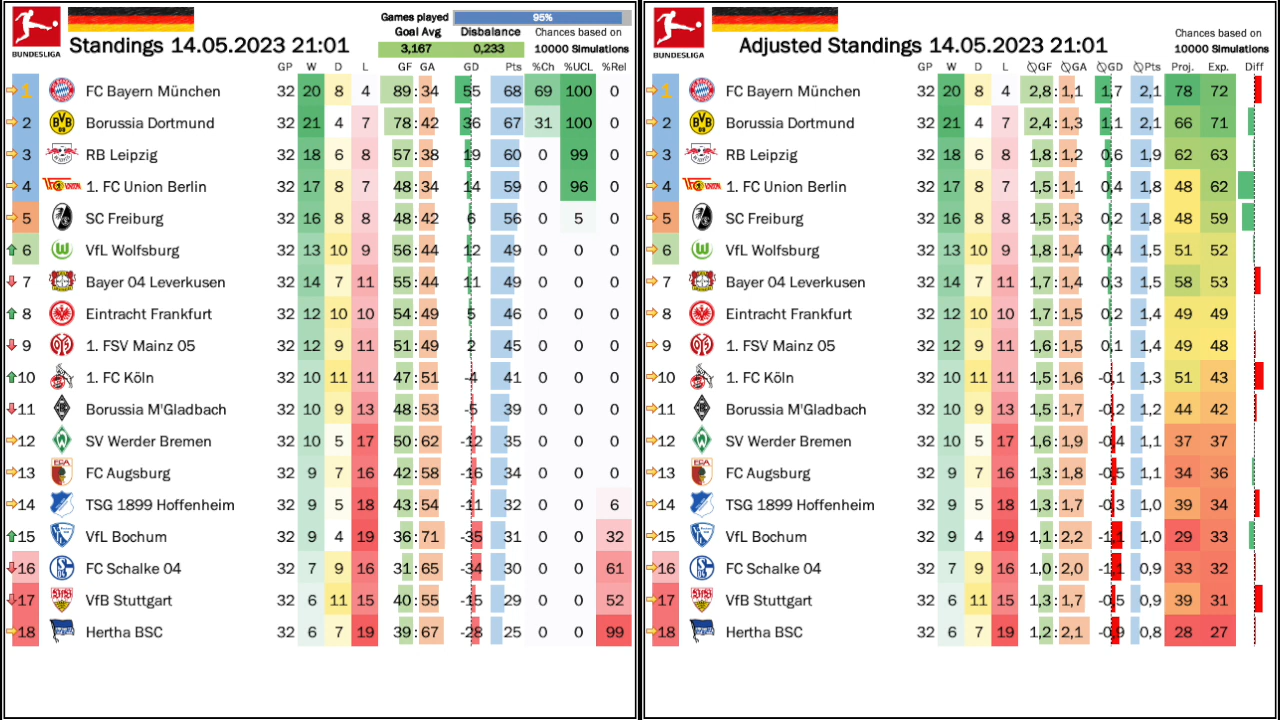 Games played 95%
Goal Avg Disbalance Chances based on
BUNDESLIGA Standings 14.05.2023 21:01 3,167 0,233 10000 Simulations
GP W D L GF GA GD Pts %Ch %UCL %Rel
1 FC Bayern München 32 20 8 4 89:34 55 68 69 100 0
2 Borussia Dortmund 32 21 4 7 78:42 36 67 31 100 0
3 RB Leipzig 32 18 6 8 57:38 19 60 0 99 0
4 1. FC Union Berlin 32 17 8 7 48:34 14 59 0 96 0
5 SC Freiburg 32 16 8 8 48:42 6 56 0 5 0
6 VfL Wolfsburg 32 13 10 9 56:44 12 49 0 0 0
7 Bayer 04 Leverkusen 32 14 7 11 55:44 11 49 0 0 0
8 Eintracht Frankfurt 32 12 10 10 54:49 5 46 0 0 0
9 1. FSV Mainz 05 32 12 9 11 51:49 2 45 0 0 0
10 1. FC Köln 32 10 11 11 47:51 -4 41 0 0 0
11 Borussia M'Gladbach 32 10 9 13 48:53 -5 39 0 0 0
12 SV Werder Bremen 32 10 5 17 50:62 -12 35 0 0 0
13 FC Augsburg 32 9 7 16 42:58 -16 34 0 0 0
14 TSG 1899 Hoffenheim 32 9 5 18 43:54 -11 32 0 0 6
15 VfL Bochum 32 9 4 19 36:71 -35 31 0 0 32
16 FC Schalke 04 32 7 9 16 31:65 -34 30 0 0 61
17 VfB Stuttgart 32 6 11 15 40:55 -15 29 0 0 52
18 Hertha BSC 32 6 7 19 39:67 -28 25 0 0 99
Chances based on
BUNDESLIGA Adjusted Standings 14.05.2023 21:01 10000 Simulations
GP W D L ∅GF ∅GA ∅GD ∅Pts Proj. Exp. Diff
1 FC Bayern München 32 20 8 4 2,8:1,1 1,7 2,1 78 72
2 Borussia Dortmund 32 21 4 7 2,4:1,3 1,1 2,1 66 71
3 RB Leipzig 32 18 6 8 1,8:1,2 0,6 1,9 62 63
4 1. FC Union Berlin 32 17 8 7 1,5:1,1 0,4 1,8 48 62
5 SC Freiburg 32 16 8 8 1,5:1,3 0,2 1,8 48 59
6 VfL Wolfsburg 32 13 10 9 1,8:1,4 0,4 1,5 51 52
7 Bayer 04 Leverkusen 32 14 7 11 1,7:1,4 0,3 1,5 58 53
8 Eintracht Frankfurt 32 12 10 10 1,7:1,5 0,2 1,4 49 49
9 1. FSV Mainz 05 32 12 9 11 1,6:1,5 0,1 1,4 49 48
10 1. FC Köln 32 10 11 11 1,5:1,6 -0,1 1,3 51 43
11 Borussia M'Gladbach 32 10 9 13 1,5:1,7 -0,2 1,2 44 42
12 SV Werder Bremen 32 10 5 17 1,6:1,9 -0,4 1,1 37 37
13 FC Augsburg 32 9 7 16 1,3:1,8 -0,5 1,1 34 36
14 TSG 1899 Hoffenheim 32 9 5 18 1,3:1,7 -0,3 1,0 39 34
15 VfL Bochum 32 9 4 19 1,1:2,2 -1,1 1,0 29 33
16 FC Schalke 04 32 7 9 16 1,0:2,0 -1,1 0,9 33 32
17 VfB Stuttgart 32 6 11 15 1,3:1,7 -0,5 0,9 39 31
18 Hertha BSC 32 6 7 19 1,2:2,1 -0,9 0,8 28 27